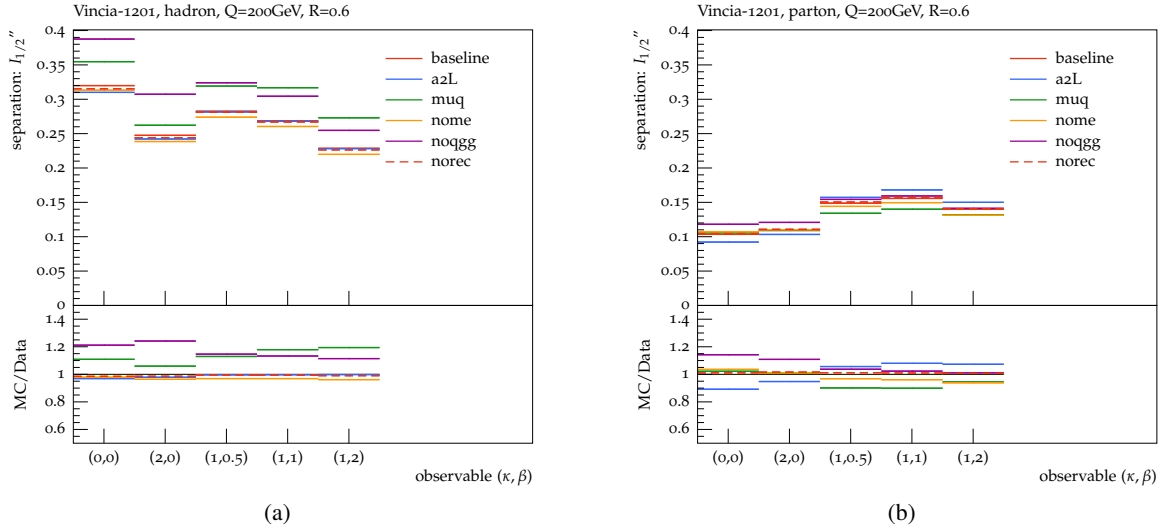 Vincia-1201, hadron, Q=200GeV, R=0.6
separation: I1/2″
0.4
0.35
0.3
0.25
0.2
0.15
0.1
0.05
0
baseline
a2L
muq
nome
noqgg
norec
MC/Data
1.4
1.2
1
0.8
0.6
(0,0) (2,0) (1,0.5) (1,1) (1,2)
observable (κ, β)
(a)
Vincia-1201, parton, Q=200GeV, R=0.6
separation: I1/2″
0.4
0.35
0.3
0.25
0.2
0.15
0.1
0.05
0
baseline
a2L
muq
nome
noqgg
norec
MC/Data
1.4
1.2
1
0.8
0.6
(0,0) (2,0) (1,0.5) (1,1) (1,2)
observable (κ, β)
(b)